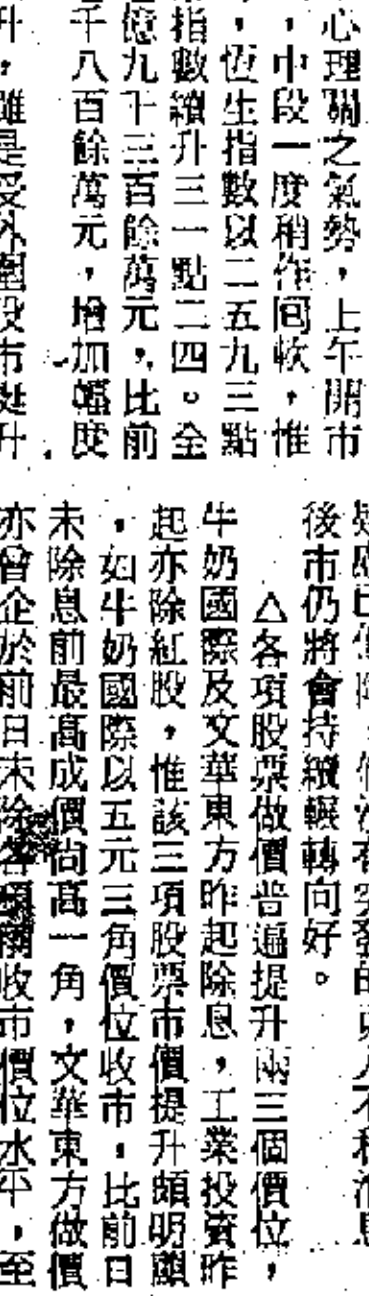 心理關之氣勢，上午開市
，中段一度稍作回軟，惟
，恆生指數以二五九三點
指數續升三一點二四。全
億九千三百餘萬元，比前
千八百餘萬元，增加幅度
升，雖是受外圍股市挺升
後市仍將會持續輾轉向好。
△各項股票做價普遍提升兩三個價位，
牛奶國際及文華東方昨起除息，工業投資昨
起亦除紅股，惟該三項股票市價提升頗明顯
，如牛奶國際以五元三角價位收市，比前日
未除息前最高成價尚高一角，文華東方做價
亦曾企於前日未除收市價位水平，至